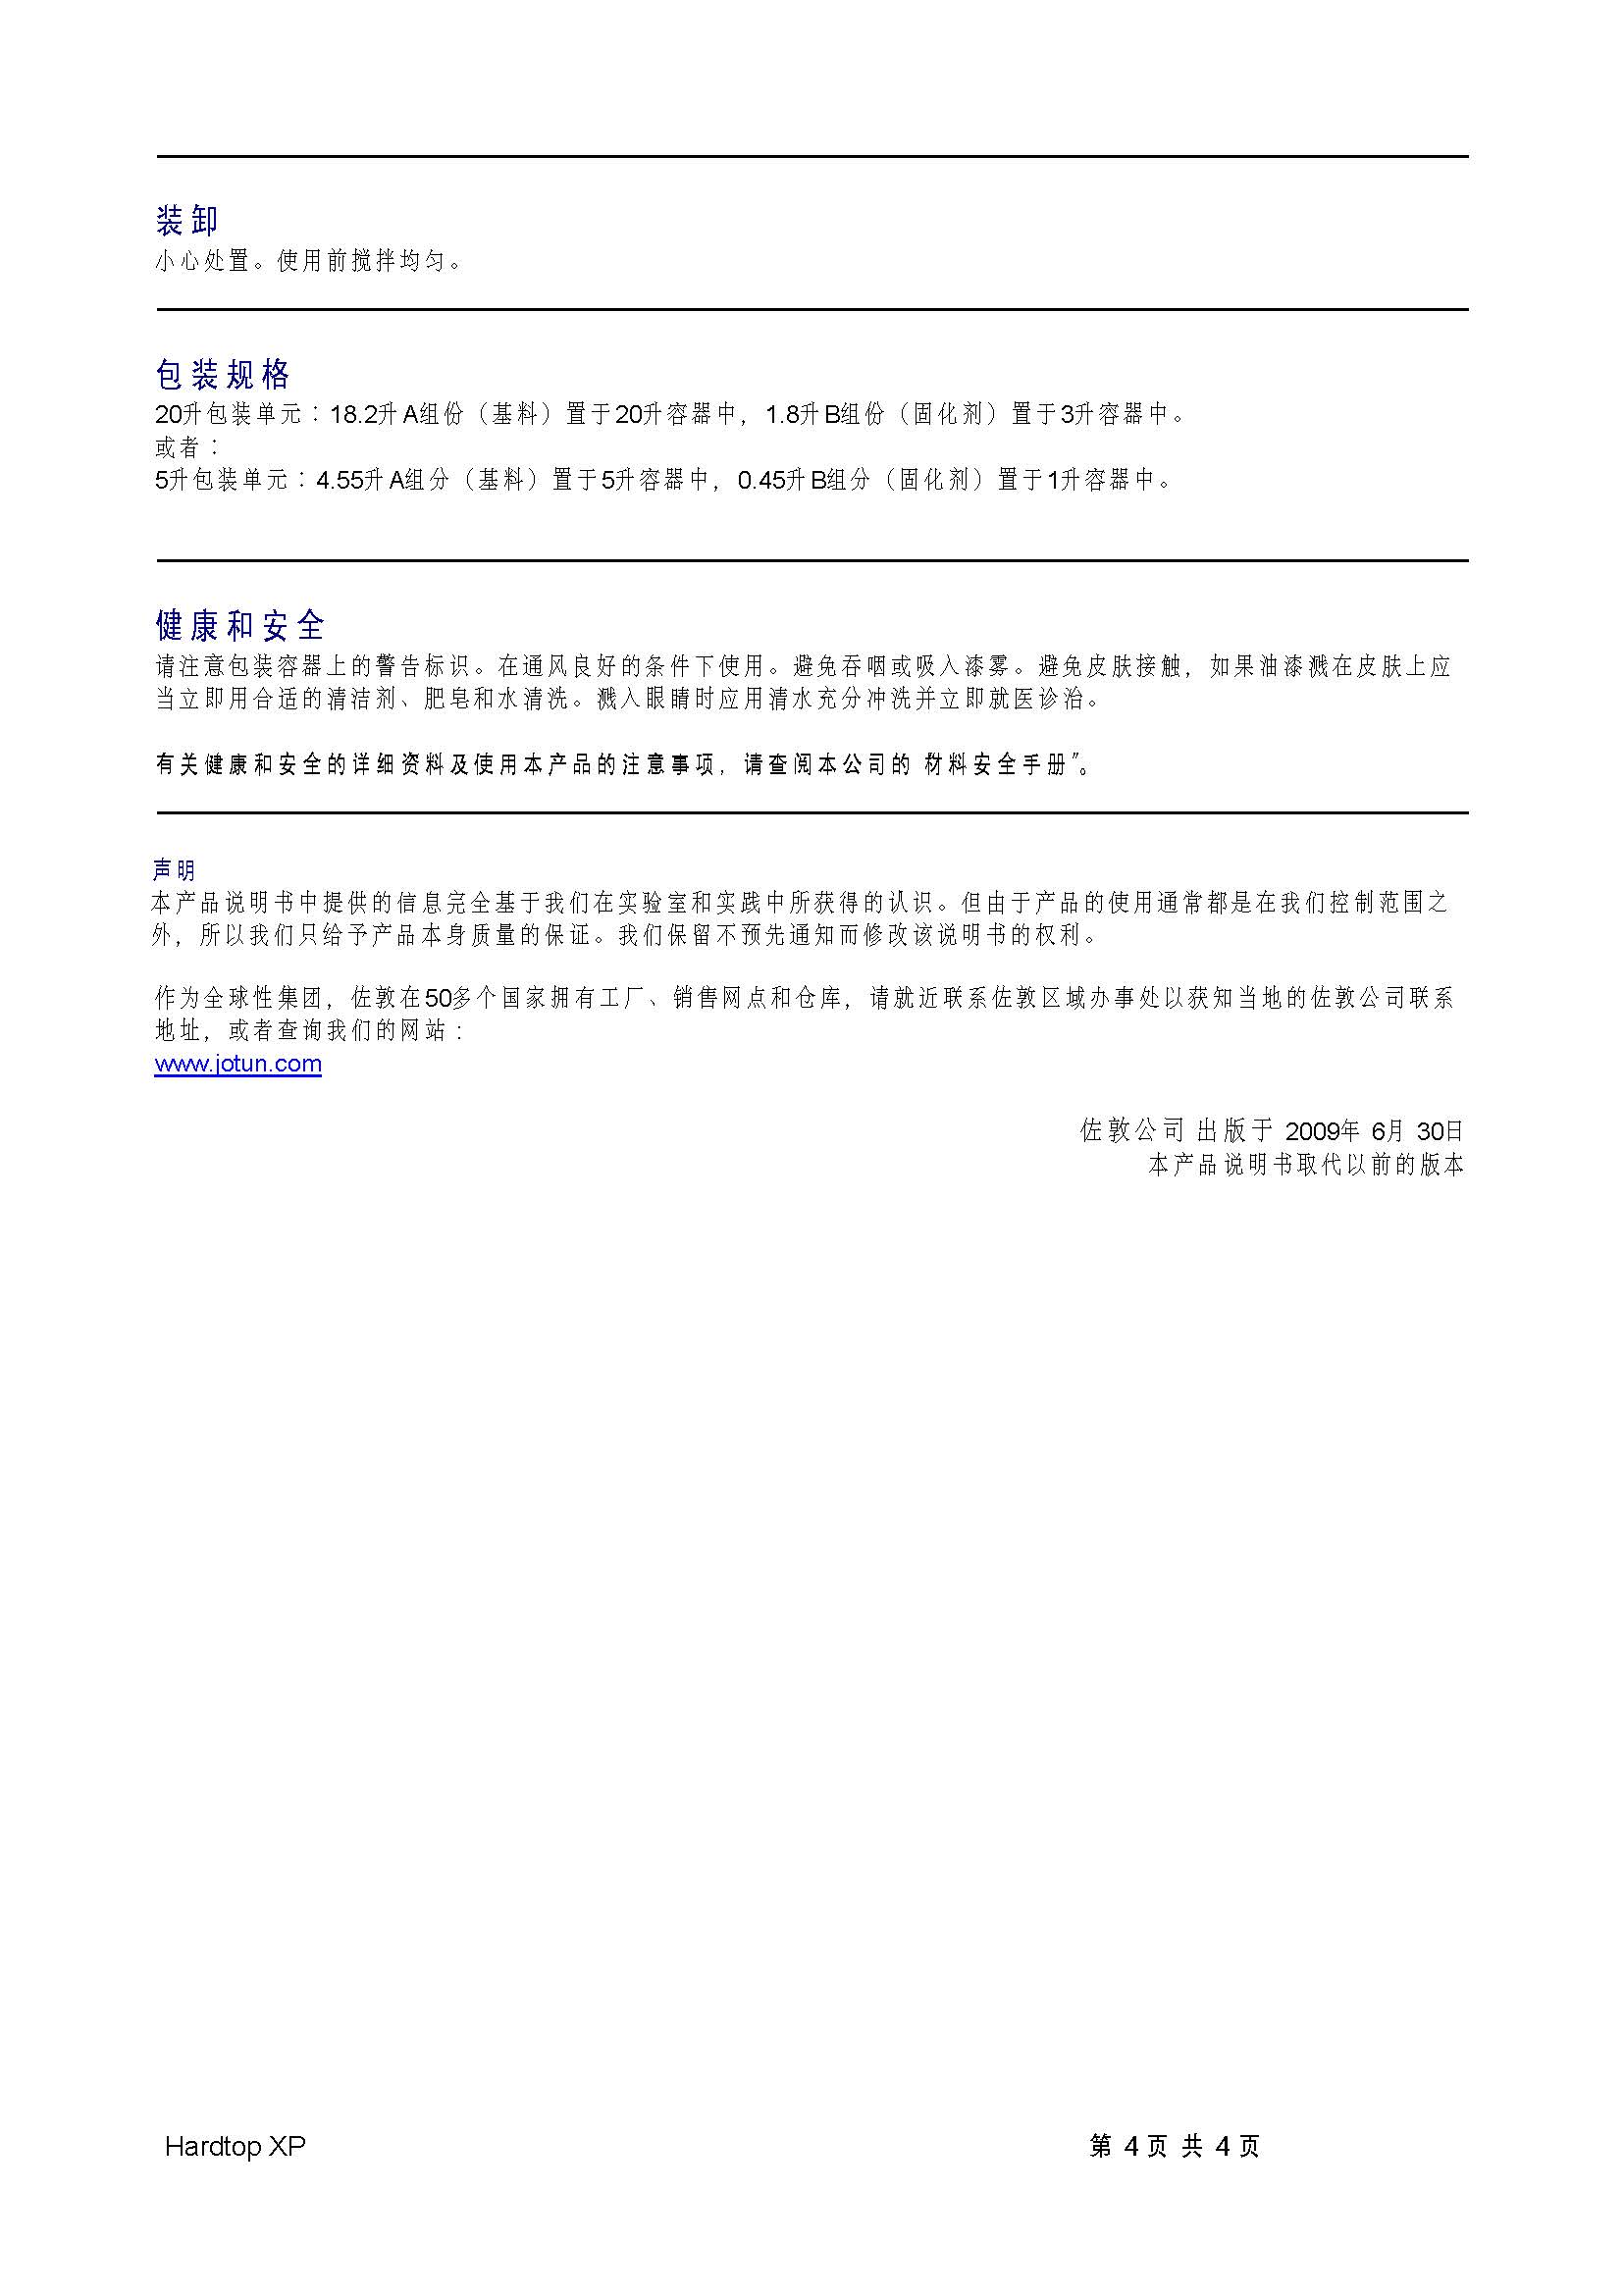 装卸
小心处置。使用前搅拌均匀。
包装规格
20升包装单元：18.2升A组份（基料）置于20升容器中，1.8升B组份（固化剂）置于3升容器中。
或者：
5升包装单元：4.55升A组分（基料）置于5升容器中，0.45升B组分（固化剂）置于1升容器中。
健康和安全
请注意包装容器上的警告标识。在通风良好的条件下使用。避免吞咽或吸入漆雾。避免皮肤接触，如果油漆溅在皮肤上应
当立即用合适的清洁剂、肥皂和水清洗。溅入眼睛时应用清水充分冲洗并立即就医诊治。
有关健康和安全的详细资料及使用本产品的注意事项，请查阅本公司的 材料安全手册”。
声明
本产品说明书中提供的信息完全基于我们在实验室和实践中所获得的认识。但由于产品的使用通常都是在我们控制范围之
外，所以我们只给予产品本身质量的保证。我们保留不预先通知而修改该说明书的权利。
作为全球性集团，佐敦在50多个国家拥有工厂、销售网点和仓库，请就近联系佐敦区域办事处以获知当地的佐敦公司联系
地址，或者查询我们的网站：
www.jotun.com
佐敦公司 出版于 2009年 6月 30日
本产品说明书取代以前的版本
Hardtop XP 第 4 页 共 4 页